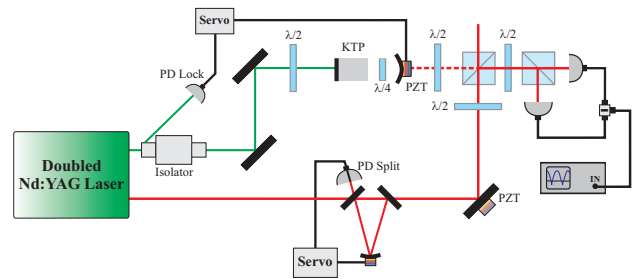 Servo
λ/2
KTP
λ/2
λ/2
PD Lock
λ/4
PZT
λ/2
Isolator
Doubled
Nd:YAG Laser
PD Split
PZT
IN
Servo